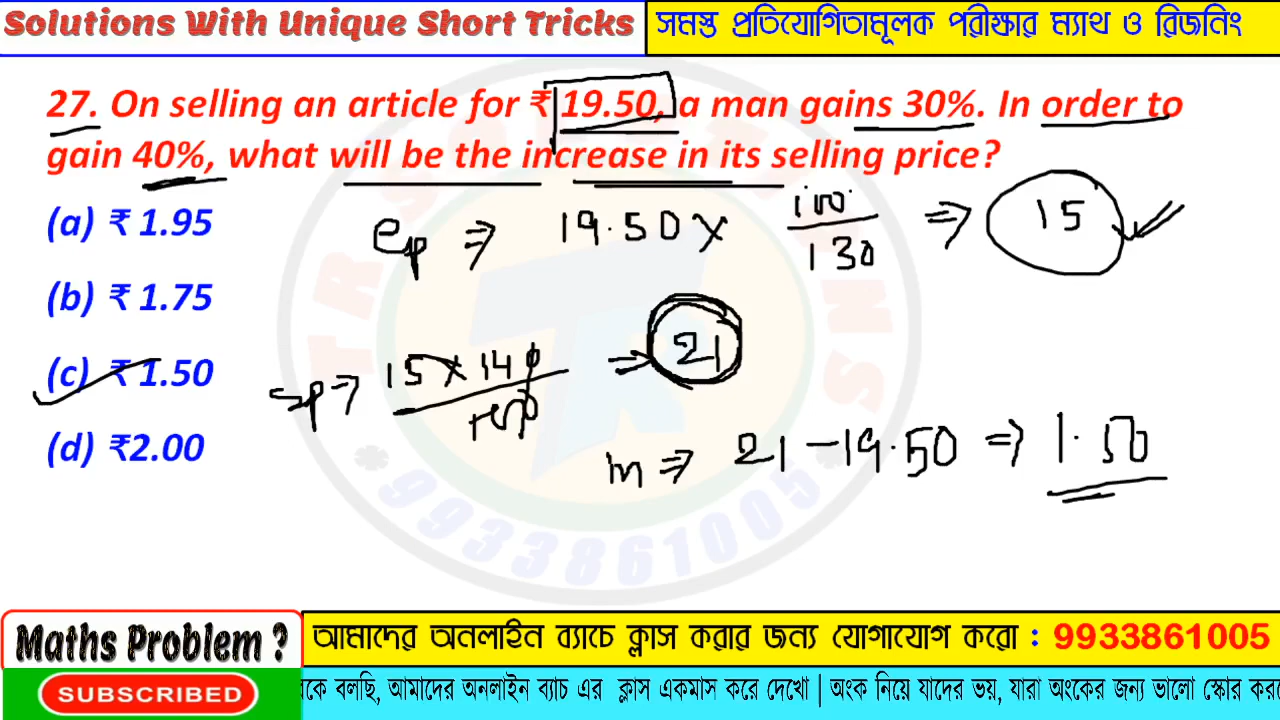 Solutions With Unique Short Tricks
সমস্ত প্রতিযোগিতামূলক পরীক্ষার ম্যাথ ও রিজনিং
27. On selling an article for ₹ 19.50, a man gains 30%. In order to
gain 40%, what will be the increase in its selling price?
(a) ₹ 1.95
cp ⇒ 19.50 × 100/130 ⇒ 15
(b) ₹ 1.75
(c) ₹ 1.50
sp ⇒ 15 × 140/100 ⇒ 21
(d) ₹2.00
in ⇒ 21 - 19.50 ⇒ 1.50
9933861005
Maths Problem ?
আমাদের অনলাইন ব্যাচে ক্লাস করার জন্য যোগাযোগ করো : 9933861005
SUBSCRIBED
বলছি, আমাদের অনলাইন ব্যাচ এর ক্লাস একমাস করে দেখো | অংক নিয়ে যাদের ভয়, যারা অংকের জন্য ভালো স্কোর